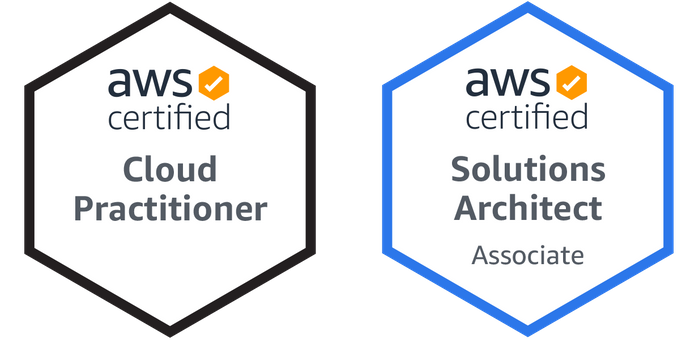 aws
certified
Cloud
Practitioner
aws
certified
Solutions
Architect
Associate